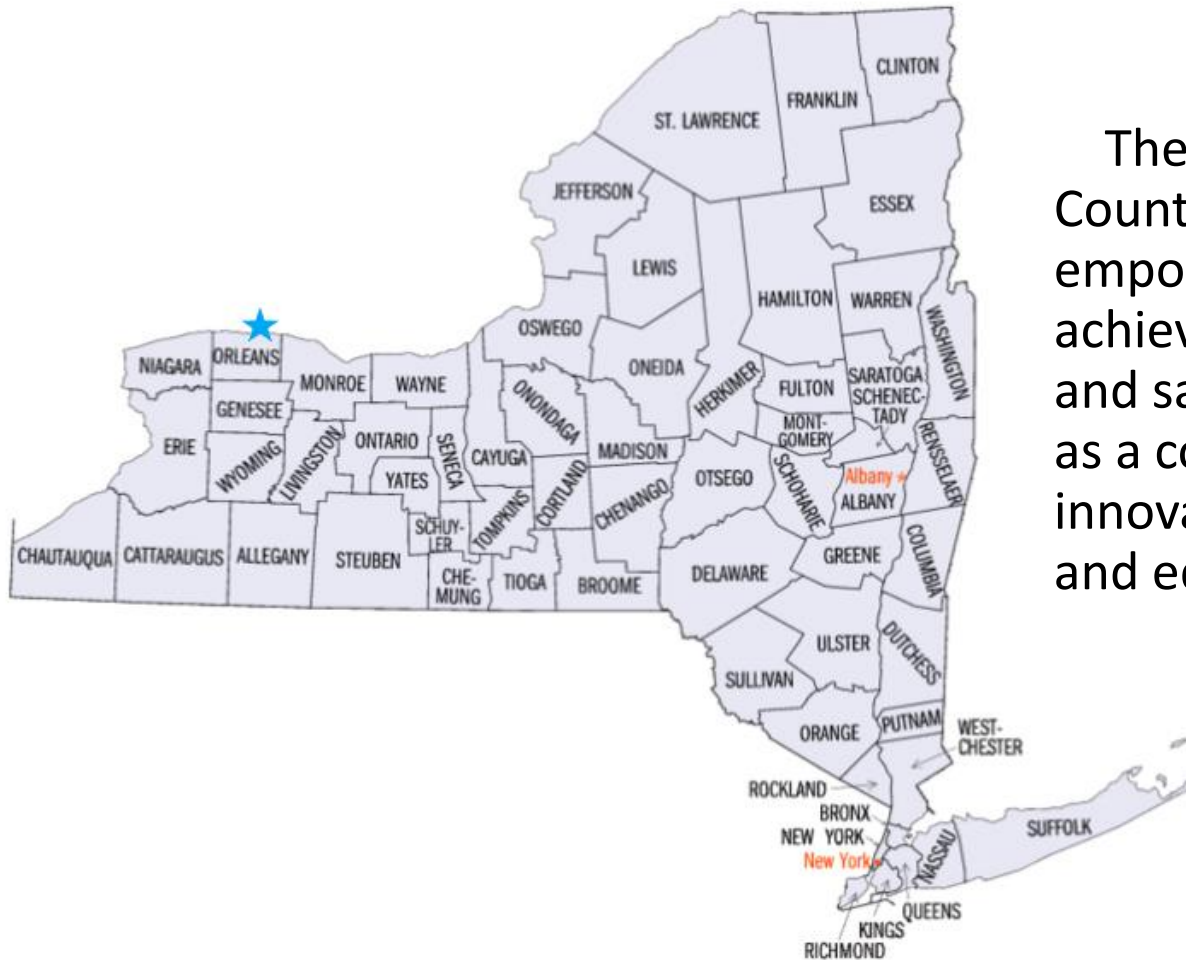 CLINTON
FRANKLIN
ST. LAWRENCE
JEFFERSON
ESSEX
LEWIS
HAMILTON
WARREN
WASHINGTON
OSWEGO
ONEIDA
HERKIMER
NIAGARA
ORLEANS
MONROE
WAYNE
GENESEE
ONONDAGA
FULTON
SARATOGA
SCHENEC-
TADY
MONT-
GOMERY
ERIE
WYOMING
LIVINGSTON
ONTARIO
YATES
SENECA
CAYUGA
MADISON
CORTLAND
CHENANGO
OTSEGO
SCHOHARIE
Albany
ALBANY
RENSSELAER
CHAUTAUQUA
CATTARAUGUS
ALLEGANY
STEUBEN
SCHUY-
LER
TOMPKINS
CHE-
MUNG
TIOGA
BROOME
DELAWARE
GREENE
COLUMBIA
ULSTER
DUTCHESS
SULLIVAN
ORANGE
PUTNAM
WEST-
CHESTER
ROCKLAND
BRONX
NEW YORK
New York
NASSAU
SUFFOLK
QUEENS
KINGS
RICHMOND
The
Count
empo
achiev
and sa
as a co
innova
and ec